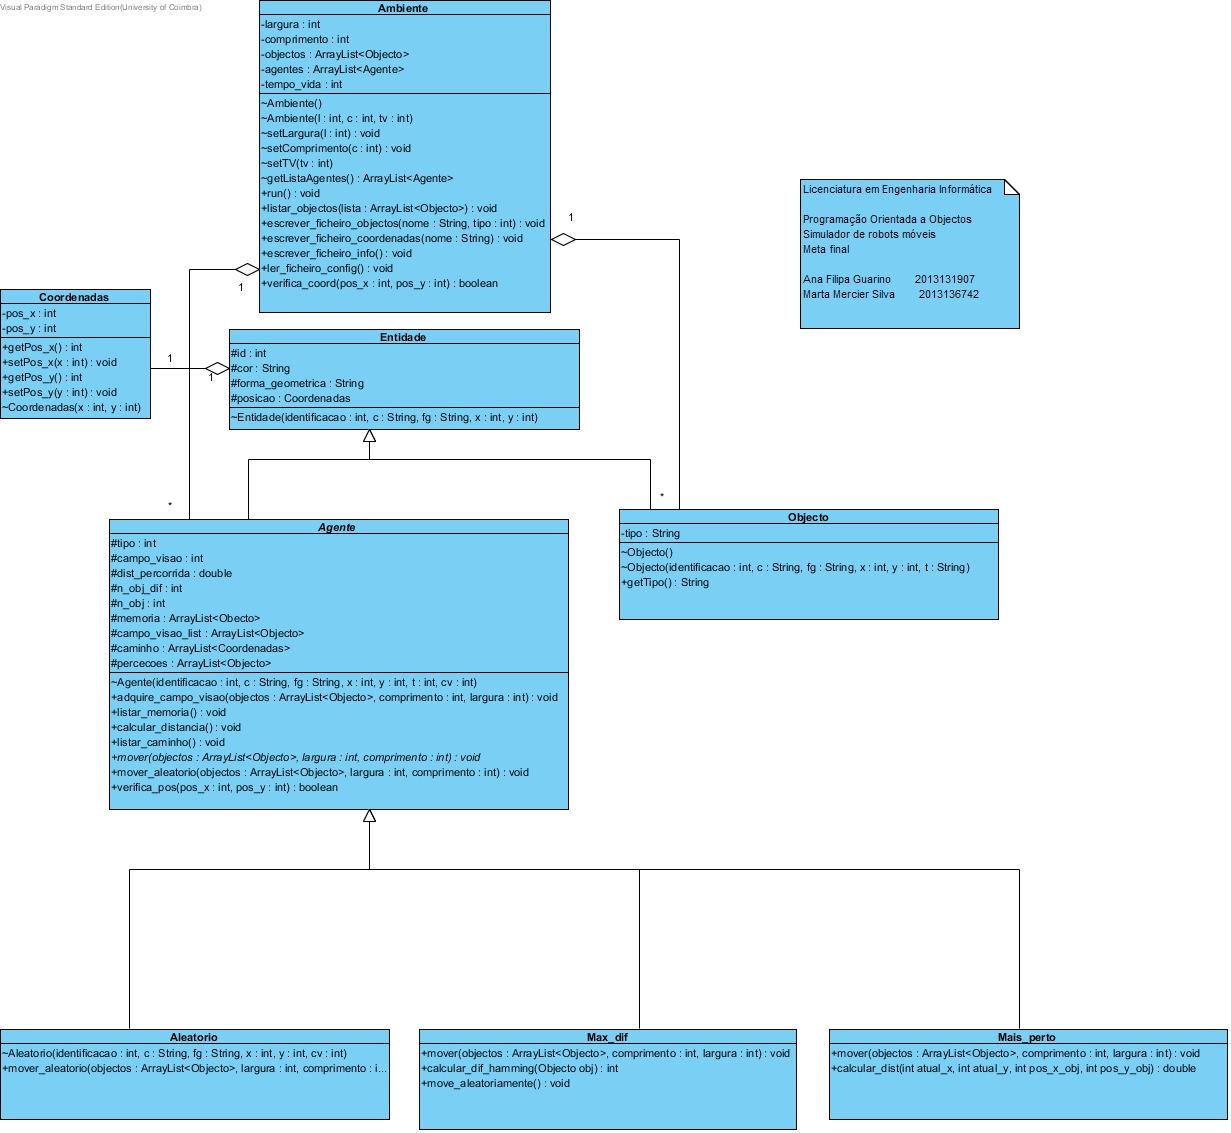 Visual Paradigm Standard Edition(University of Coimbra)
Ambiente
-largura : int
-comprimento : int
-objectos : ArrayList<Objecto>
-agentes : ArrayList<Agente>
-tempo_vida : int
~Ambiente()
~Ambiente(l : int, c : int, tv : int)
~setLargura(l : int) : void
~setComprimento(c : int) : void
~setTV(tv : int)
~getListaAgentes() : ArrayList<Agente>
+run() : void
+listar_objectos(lista : ArrayList<Objecto>) : void
+escrever_ficheiro_objectos(nome : String, tipo : int) : void
+escrever_ficheiro_coordenadas(nome : String) : void
+escrever_ficheiro_info() : void
+ler_ficheiro_config() : void
+verifica_coord(pos_x : int, pos_y : int) : boolean
1
1
Licenciatura em Engenharia Informática
Programação Orientada a Objectos
Simulador de robots móveis
Meta final
Ana Filipa Guarino 2013131907
Marta Mercier Silva 2013136742
Coordenadas
-pos_x : int
-pos_y : int
+getPos_x() : int
+setPos_x(x : int) : void
+getPos_y() : int
+setPos_y(y : int) : void
~Coordenadas(x : int, y : int)
1
1
Entidade
#id : int
#cor : String
#forma_geometrica : String
#posicao : Coordenadas
~Entidade(identificacao : int, c : String, fg : String, x : int, y : int)
*
*
Agente
#tipo : int
#campo_visao : int
#dist_percorrida : double
#n_obj_dif : int
#n_obj : int
#memoria : ArrayList<Obecto>
#campo_visao_list : ArrayList<Objecto>
#caminho : ArrayList<Coordenadas>
#percecoes : ArrayList<Objecto>
~Agente(identificacao : int, c : String, fg : String, x : int, y : int, t : int, cv : int)
+adquire_campo_visao(objectos : ArrayList<Objecto>, comprimento : int, largura : int) : void
+listar_memoria() : void
+calcular_distancia() : void
+listar_caminho() : void
+mover(objectos : ArrayList<Objecto>, largura : int, comprimento : int) : void
+mover_aleatorio(objectos : ArrayList<Objecto>, largura : int, comprimento : int) : void
+verifica_pos(pos_x : int, pos_y : int) : boolean
Objecto
-tipo : String
~Objecto()
~Objecto(identificacao : int, c : String, fg : String, x : int, y : int, t : String)
+getTipo() : String
Aleatorio
~Aleatorio(identificacao : int, c : String, fg : String, x : int, y : int, cv : int)
+mover_aleatorio(objectos : ArrayList<Objecto>, largura : int, comprimento : i...
Max_dif
+mover(objectos : ArrayList<Objecto>, comprimento : int, largura : int) : void
+calcular_dif_hamming(Objecto obj) : int
+move_aleatoriamente() : void
Mais_perto
+mover(objectos : ArrayList<Objecto>, comprimento : int, largura : int) : void
+calcular_dist(int atual_x, int atual_y, int pos_x_obj, int pos_y_obj) : double